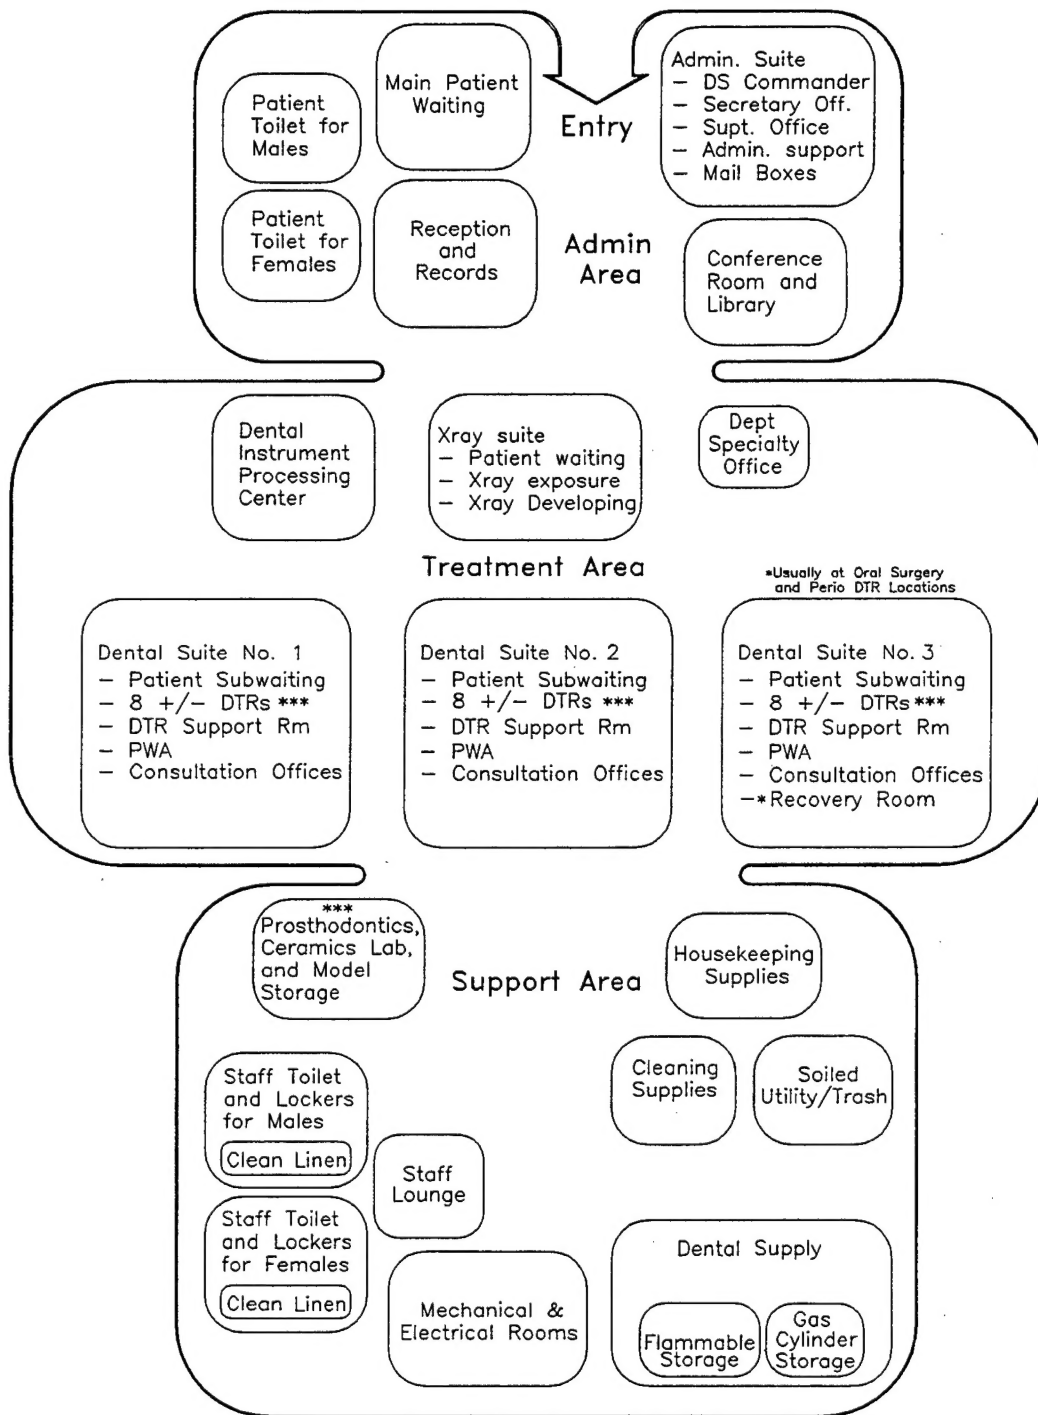 Patient
Toilet for
Males
Main Patient
Waiting
Entry
Admin. Suite
– DS Commander
– Secretary Off.
– Supt. Office
– Admin. support
– Mail Boxes
Patient
Toilet for
Females
Reception
and
Records
Admin
Area
Conference
Room and
Library
Dental
Instrument
Processing
Center
Xray suite
– Patient waiting
– Xray exposure
– Xray Developing
Dept
Specialty
Office
Treatment Area
*Usually at Oral Surgery
and Perio DTR Locations
Dental Suite No. 1
– Patient Subwaiting
– 8 +/– DTRs ***
– DTR Support Rm
– PWA
– Consultation Offices
Dental Suite No. 2
– Patient Subwaiting
– 8 +/– DTRs ***
– DTR Support Rm
– PWA
– Consultation Offices
Dental Suite No. 3
– Patient Subwaiting
– 8 +/– DTRs ***
– DTR Support Rm
– PWA
– Consultation Offices
–* Recovery Room
***
Prosthodontics,
Ceramics Lab,
and Model
Storage
Support Area
Housekeeping
Supplies
Staff Toilet
and Lockers
for Males
Clean Linen
Cleaning
Supplies
Soiled
Utility/Trash
Staff
Lounge
Staff Toilet
and Lockers
for Females
Clean Linen
Mechanical &
Electrical Rooms
Dental Supply
Flammable
Storage
Gas
Cylinder
Storage